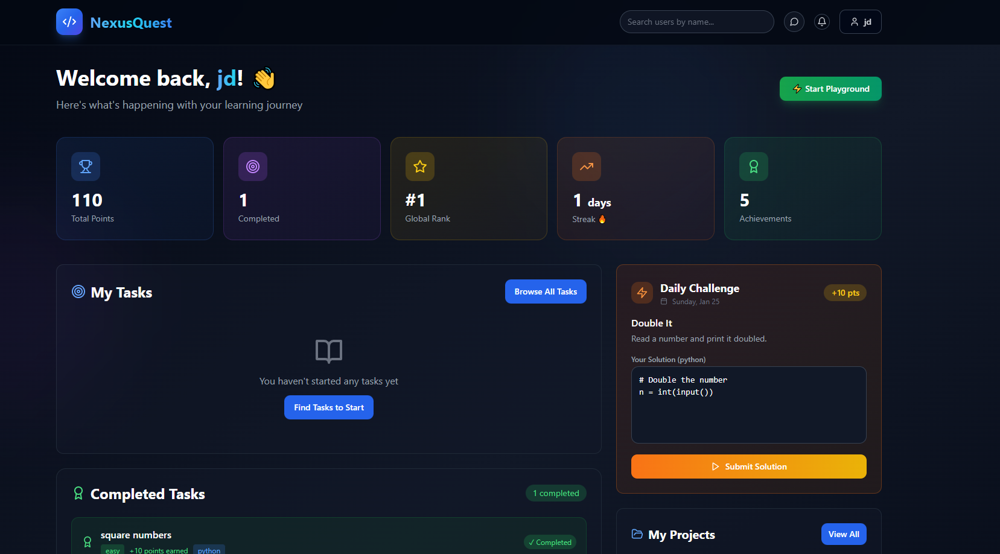 </>
NexusQuest
Search users by name...
jd
Welcome back, jd! 👋
Here's what's happening with your learning journey
⚡ Start Playground
110
Total Points
1
Completed
#1
Global Rank
1 days
Streak 🔥
5
Achievements
My Tasks
Browse All Tasks
You haven't started any tasks yet
Find Tasks to Start
Completed Tasks
1 completed
square numbers
easy +10 points earned python
✓ Completed
Daily Challenge
Sunday, Jan 25
+10 pts
Double It
Read a number and print it doubled.
Your Solution (python)
# Double the number
n = int(input())
Submit Solution
My Projects
View All